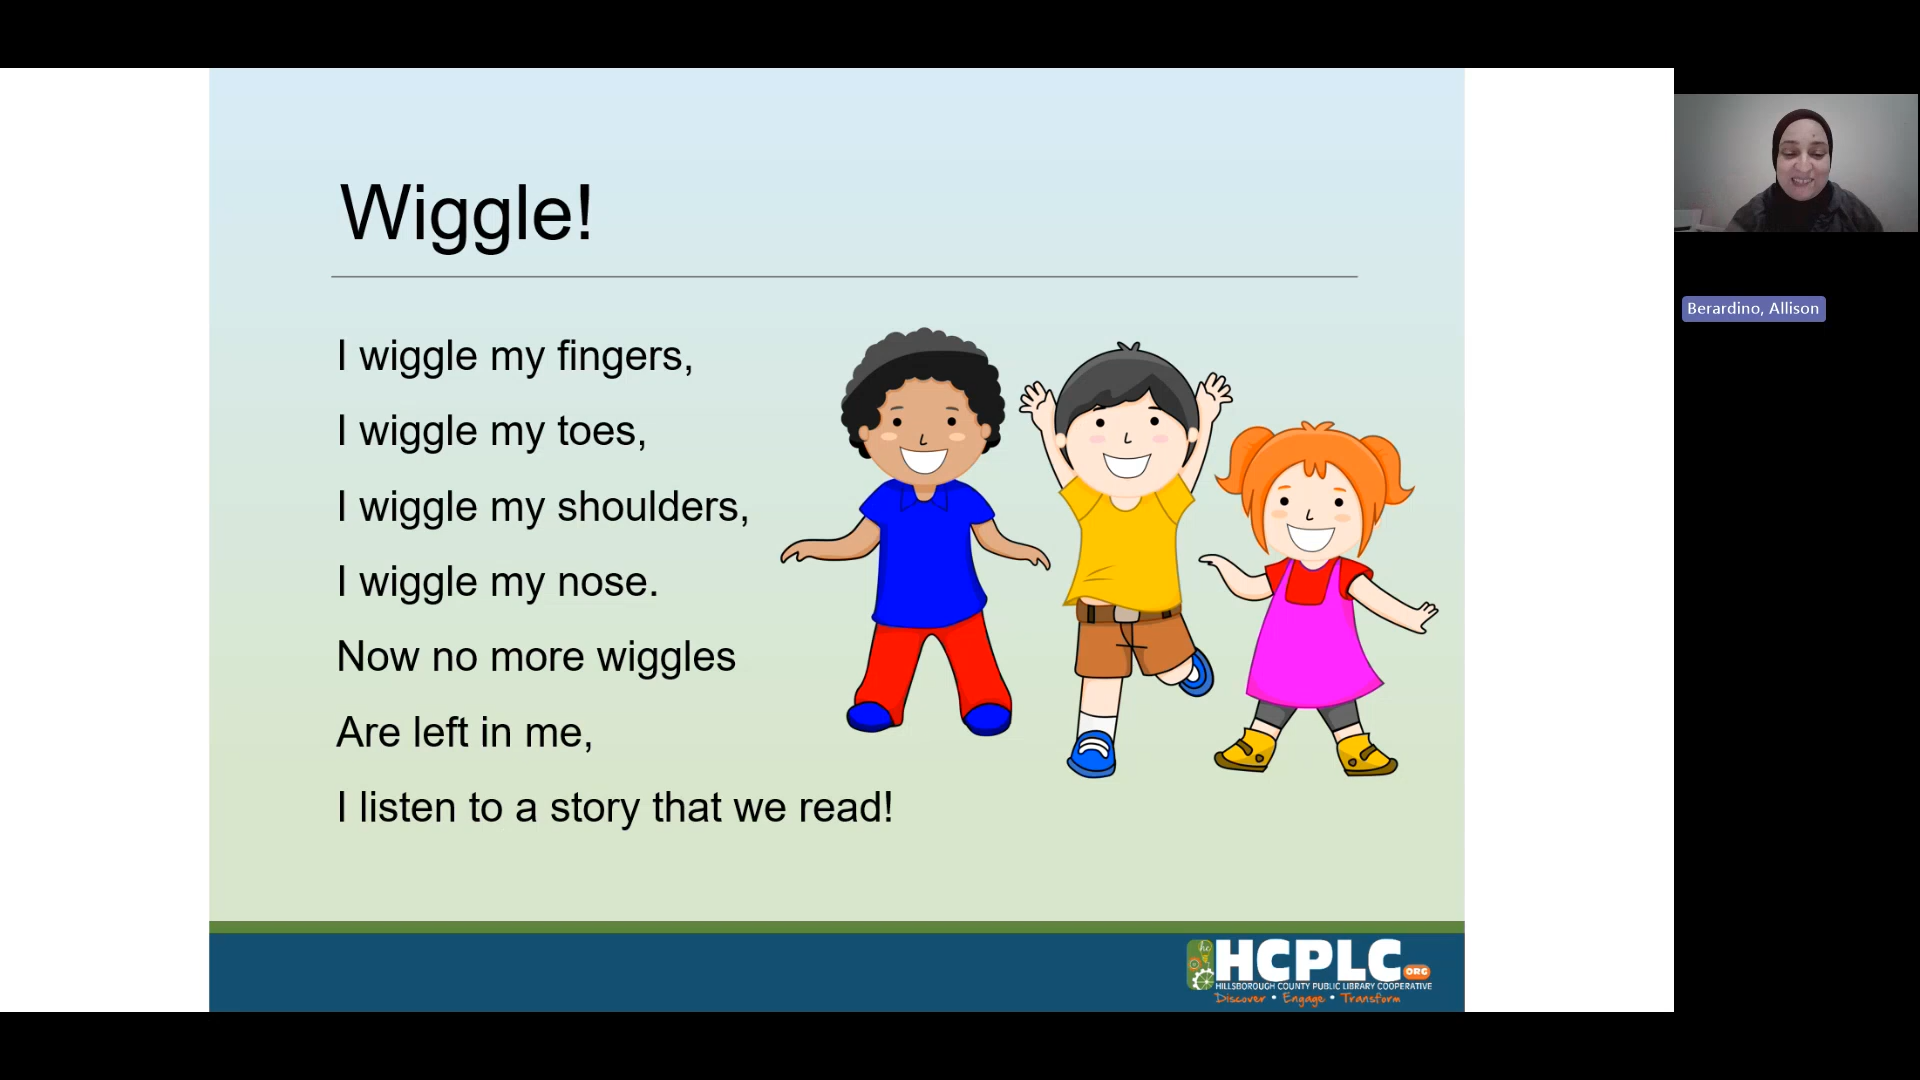 Wiggle!
I wiggle my fingers,
I wiggle my toes,
I wiggle my shoulders,
I wiggle my nose.
Now no more wiggles
Are left in me,
I listen to a story that we read!
Berardino, Allison
hc
HCPLC.ORG
HILLSBOROUGH COUNTY PUBLIC LIBRARY COOPERATIVE
Discover • Engage • Transform